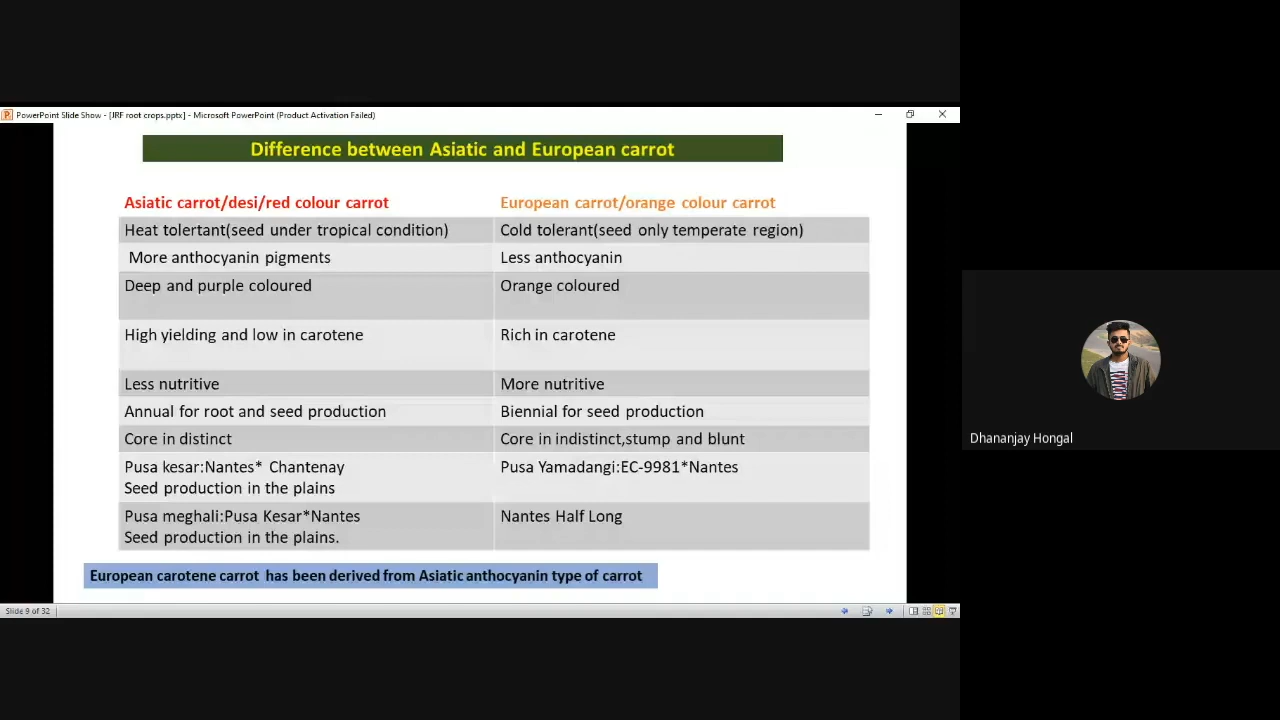 PowerPoint Slide Show - [JRF root crops.pptx] - Microsoft PowerPoint (Product Activation Failed)
Difference between Asiatic and European carrot
Asiatic carrot/desi/red colour carrot
European carrot/orange colour carrot
Heat tolertant(seed under tropical condition)
Cold tolerant(seed only temperate region)
More anthocyanin pigments
Less anthocyanin
Deep and purple coloured
Orange coloured
High yielding and low in carotene
Rich in carotene
Less nutritive
More nutritive
Annual for root and seed production
Biennial for seed production
Core in distinct
Core in indistinct,stump and blunt
Pusa kesar:Nantes* Chantenay
Seed production in the plains
Pusa Yamadangi:EC-9981*Nantes
Pusa meghali:Pusa Kesar*Nantes
Seed production in the plains.
Nantes Half Long
European carotene carrot has been derived from Asiatic anthocyanin type of carrot
Slide 9 of 32
Dhananjay Hongal